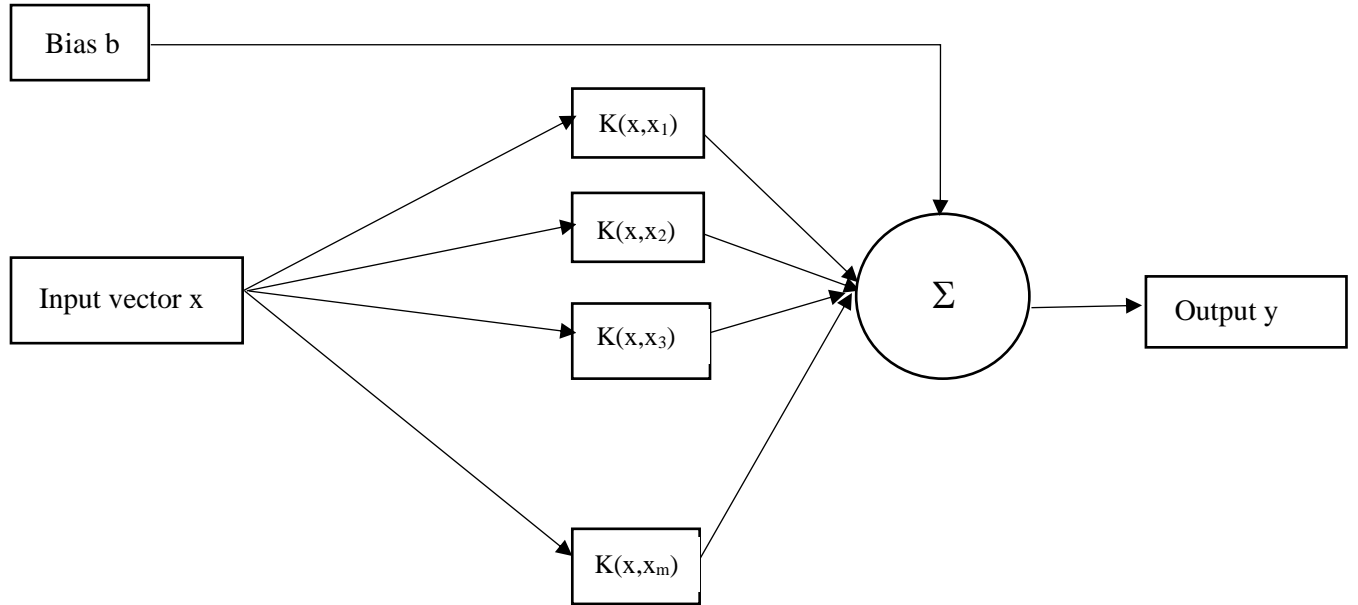 Bias b
K(x,x₁)
K(x,x₂)
Input vector x
K(x,x₃)
Σ
Output y
K(x,xₘ)